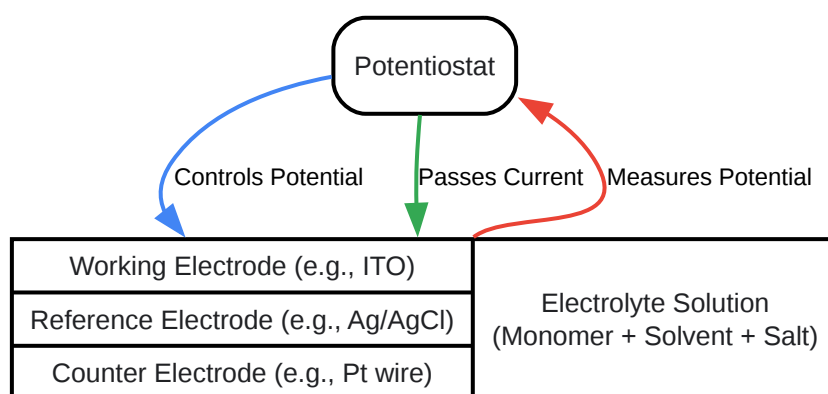 Potentiostat
Controls Potential
Passes Current
Measures Potential
Working Electrode (e.g., ITO)
Reference Electrode (e.g., Ag/AgCl)
Counter Electrode (e.g., Pt wire)
Electrolyte Solution
(Monomer + Solvent + Salt)